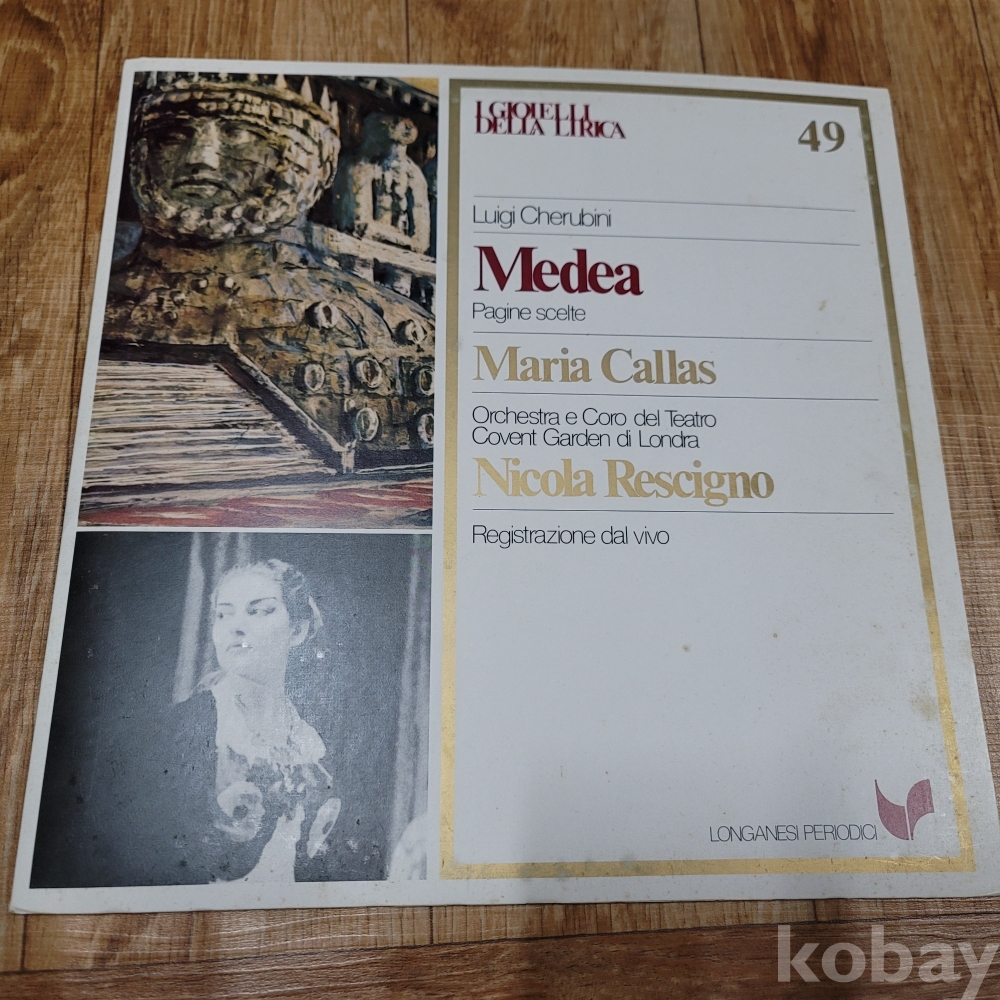 I GIOIELLI
DELLA LIRICA
49
Luigi Cherubini
Medea
Pagine scelte
Maria Callas
Orchestra e Coro del Teatro
Covent Garden di Londra
Nicola Rescigno
Registrazione dal vivo
LONGANESI PERIODICI
kobay